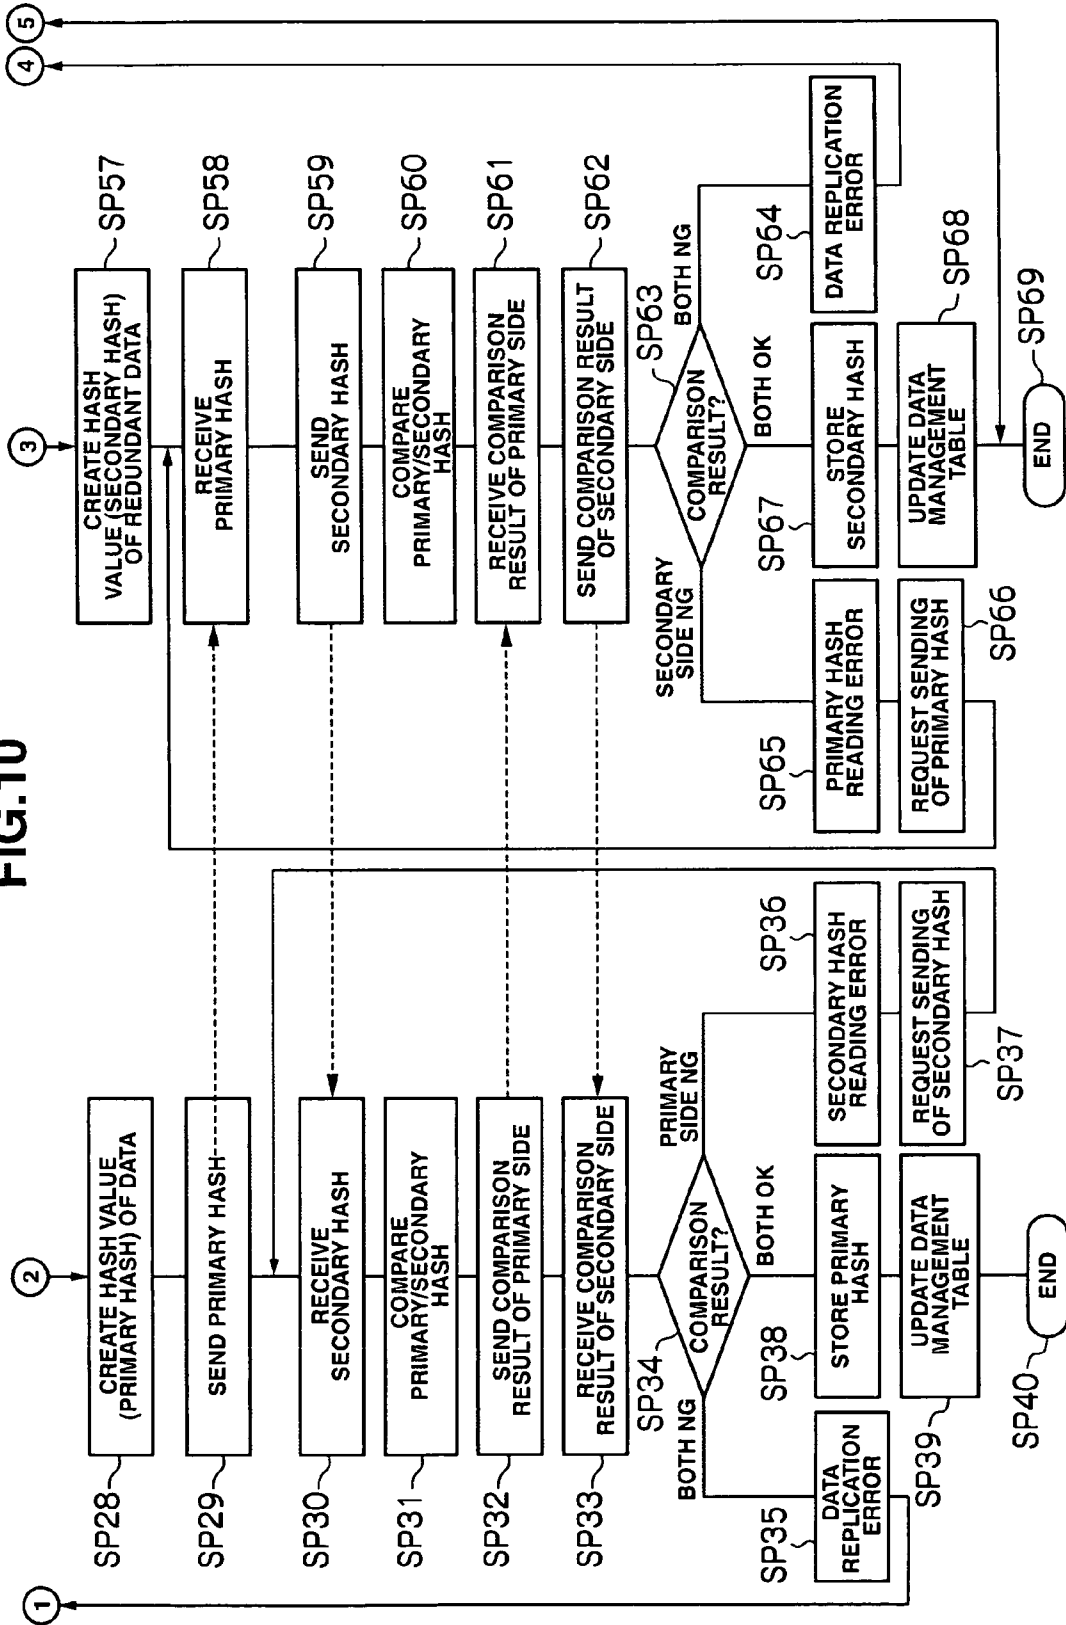 FIG.10
2
CREATE HASH VALUE
(PRIMARY HASH) OF DATA
SP28
SEND PRIMARY HASH
SP29
RECEIVE
SECONDARY HASH
SP30
COMPARE
PRIMARY/SECONDARY
HASH
SP31
SEND COMPARISON
RESULT OF PRIMARY SIDE
SP32
RECEIVE COMPARISON
RESULT OF SECONDARY SIDE
SP33
COMPARISON
RESULT?
SP34
BOTH NG
BOTH OK
PRIMARY
SIDE NG
DATA
REPLICATION
ERROR
SP35
1
STORE PRIMARY
HASH
SP38
UPDATE DATA
MANAGEMENT
TABLE
SP39
END
SP40
SECONDARY HASH
READING ERROR
SP36
REQUEST SENDING
OF SECONDARY HASH
SP37
3
CREATE HASH
VALUE (SECONDARY HASH)
OF REDUNDANT DATA
SP57
RECEIVE
PRIMARY HASH
SP58
SEND
SECONDARY HASH
SP59
COMPARE
PRIMARY/SECONDARY
HASH
SP60
RECEIVE COMPARISON
RESULT OF PRIMARY SIDE
SP61
SEND COMPARISON RESULT
OF SECONDARY SIDE
SP62
COMPARISON
RESULT?
SP63
SECONDARY
SIDE NG
BOTH OK
BOTH NG
PRIMARY HASH
READING ERROR
SP65
REQUEST SENDING
OF PRIMARY HASH
SP66
STORE
SECONDARY HASH
SP67
UPDATE DATA
MANAGEMENT
TABLE
SP68
END
SP69
DATA REPLICATION
ERROR
SP64
4
5